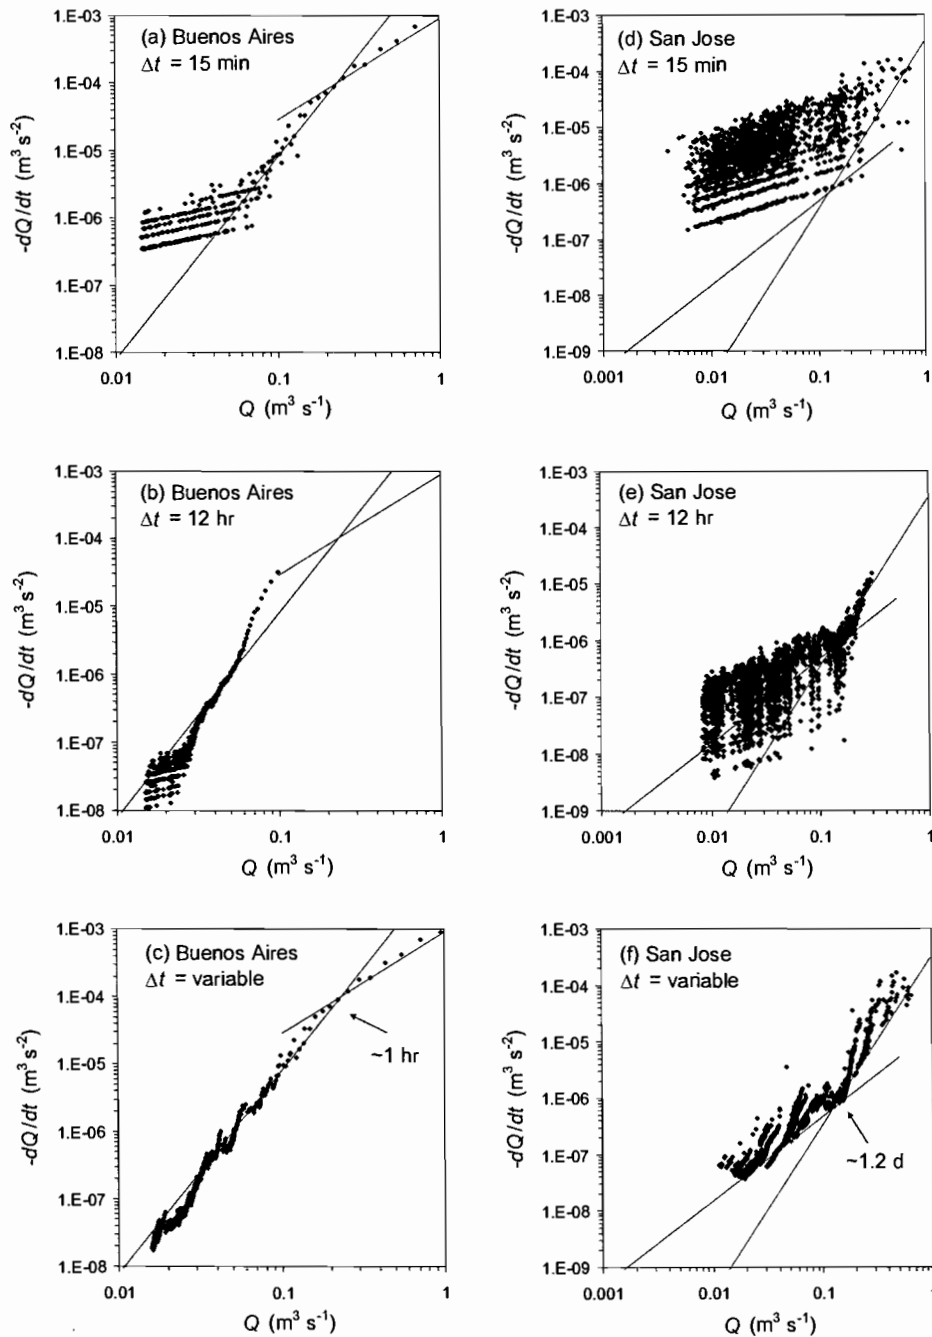 (a) Buenos Aires
Δt = 15 min
1.E-03
1.E-04
1.E-05
1.E-06
1.E-07
1.E-08
-dQ/dt (m³ s⁻²)
0.01
0.1
1
Q (m³ s⁻¹)
(d) San Jose
Δt = 15 min
1.E-03
1.E-04
1.E-05
1.E-06
1.E-07
1.E-08
1.E-09
-dQ/dt (m³ s⁻²)
0.001
0.01
0.1
1
Q (m³ s⁻¹)
(b) Buenos Aires
Δt = 12 hr
1.E-03
1.E-04
1.E-05
1.E-06
1.E-07
1.E-08
-dQ/dt (m³ s⁻²)
0.01
0.1
1
Q (m³ s⁻¹)
(e) San Jose
Δt = 12 hr
1.E-03
1.E-04
1.E-05
1.E-06
1.E-07
1.E-08
1.E-09
-dQ/dt (m³ s⁻²)
0.001
0.01
0.1
1
Q (m³ s⁻¹)
(c) Buenos Aires
Δt = variable
1.E-03
1.E-04
1.E-05
1.E-06
1.E-07
1.E-08
-dQ/dt (m³ s⁻²)
~1 hr
0.01
0.1
1
Q (m³ s⁻¹)
(f) San Jose
Δt = variable
1.E-03
1.E-04
1.E-05
1.E-06
1.E-07
1.E-08
1.E-09
-dQ/dt (m³ s⁻²)
~1.2 d
0.001
0.01
0.1
1
Q (m³ s⁻¹)